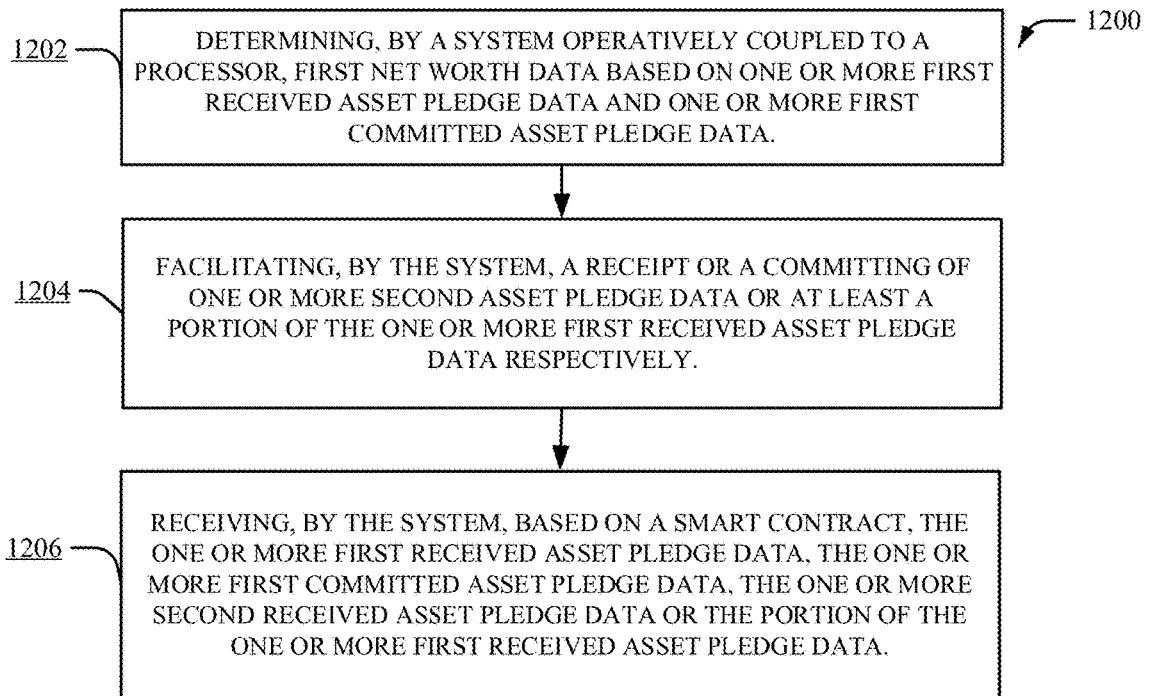 1200
1202
DETERMINING, BY A SYSTEM OPERATIVELY COUPLED TO A
PROCESSOR, FIRST NET WORTH DATA BASED ON ONE OR MORE FIRST
RECEIVED ASSET PLEDGE DATA AND ONE OR MORE FIRST
COMMITTED ASSET PLEDGE DATA.
1204
FACILITATING, BY THE SYSTEM, A RECEIPT OR A COMMITTING OF
ONE OR MORE SECOND ASSET PLEDGE DATA OR AT LEAST A
PORTION OF THE ONE OR MORE FIRST RECEIVED ASSET PLEDGE
DATA RESPECTIVELY.
1206
RECEIVING, BY THE SYSTEM, BASED ON A SMART CONTRACT, THE
ONE OR MORE FIRST RECEIVED ASSET PLEDGE DATA, THE ONE OR
MORE FIRST COMMITTED ASSET PLEDGE DATA, THE ONE OR MORE
SECOND RECEIVED ASSET PLEDGE DATA OR THE PORTION OF THE
ONE OR MORE FIRST RECEIVED ASSET PLEDGE DATA.